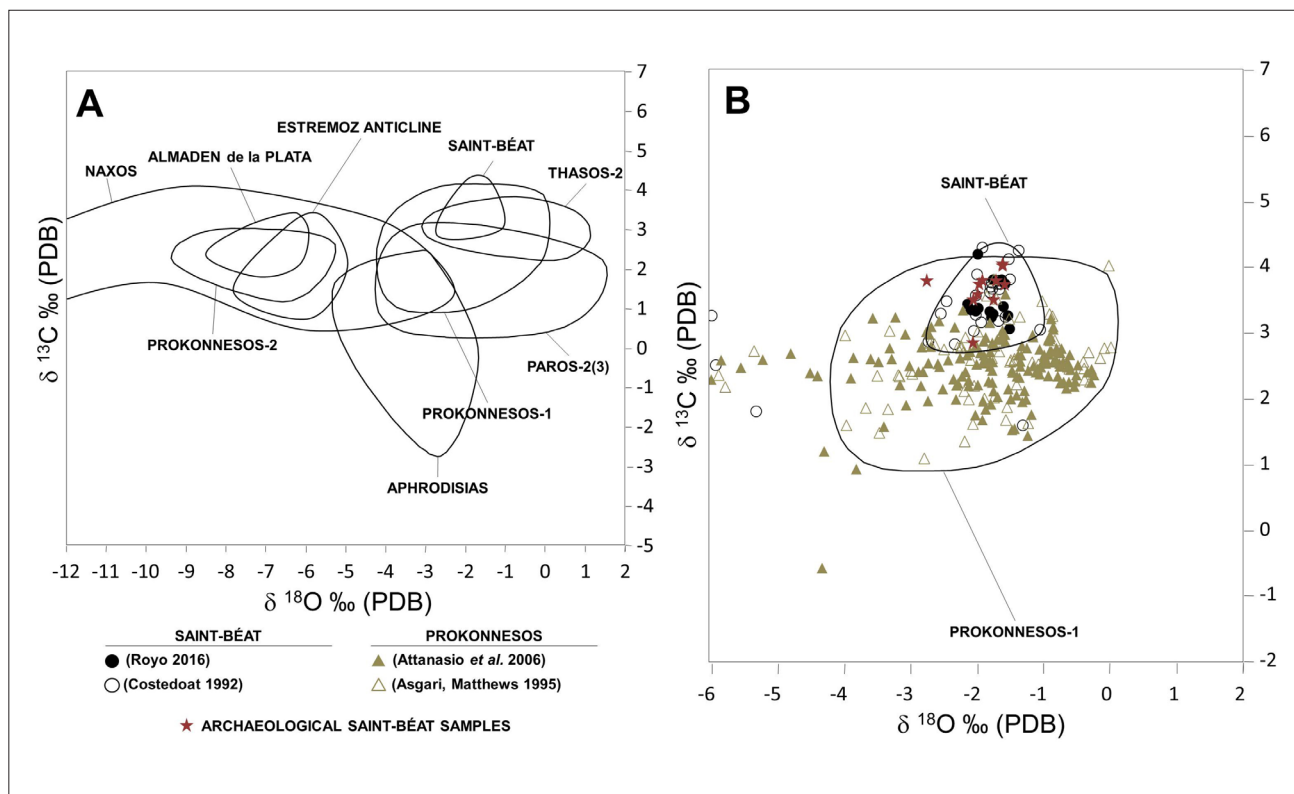 A
ESTREMOZ ANTICLINE
ALMADEN de la PLATA
NAXOS
SAINT-BÉAT
THASOS-2
PROKONNESOS-2
PAROS-2(3)
PROKONNESOS-1
APHRODISIAS
δ 13C ‰ (PDB)
7
6
5
4
3
2
1
0
-1
-2
-3
-4
-5
-12 -11 -10 -9 -8 -7 -6 -5 -4 -3 -2 -1 0 1 2
δ 18O ‰ (PDB)
SAINT-BÉAT
(Royo 2016)
(Costedoat 1992)
PROKONNESOS
(Attanasio et al. 2006)
(Asgari, Matthews 1995)
ARCHAEOLOGICAL SAINT-BÉAT SAMPLES
B
SAINT-BÉAT
PROKONNESOS-1
δ 13C ‰ (PDB)
7
6
5
4
3
2
1
0
-1
-2
-6 -5 -4 -3 -2 -1 0 1 2
δ 18O ‰ (PDB)